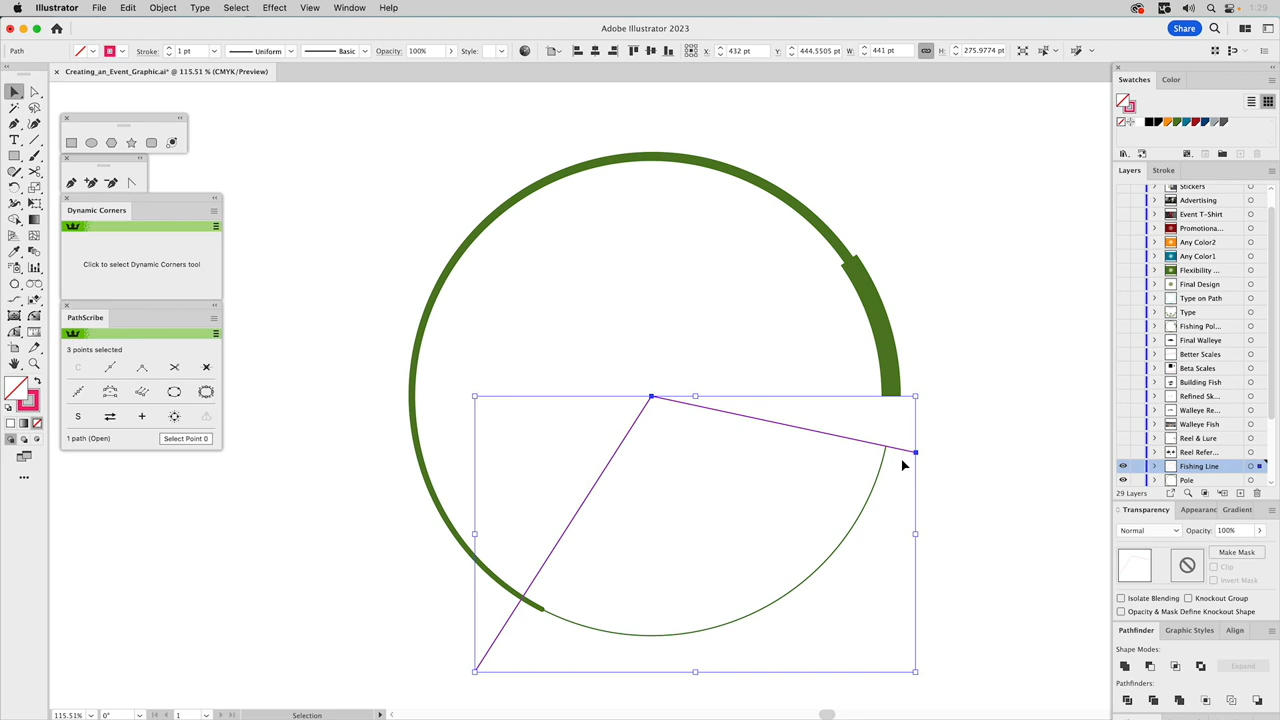 Illustrator File Edit Object Type Select Effect View Window Help 1:29
Adobe Illustrator 2023
Share
Path Stroke: 1 pt Uniform Basic Opacity: 100% Style: X: 432 pt Y: 444.5505 pt W: 441 pt H: 275.9774 pt
× Creating_an_Event_Graphic.ai* @ 115.51 % (CMYK/Preview)
Dynamic Corners
Click to select Dynamic Corners tool
PathScribe
3 points selected
1 path (Open) Select Point 0
Swatches Color
Layers Stroke
Stickers
Advertising
Event T-Shirt
Promotiona...
Any Color2
Any Color1
Flexibility ...
Final Design
Type on Path
Type
Fishing Pol...
Final Walleye
Better Scales
Beta Scales
Building Fish
Refined Sk...
Walleye Re...
Walleye Fish
Reel & Lure
Reel Refer...
Fishing Line
Pole
29 Layers
Transparency Appearanc Gradient
Normal Opacity: 100%
Make Mask
Clip
Invert Mask
Isolate Blending Knockout Group
Opacity & Mask Define Knockout Shape
Pathfinder Graphic Styles Align
Shape Modes:
Expand
Pathfinders:
115.51% 0° 1 Selection